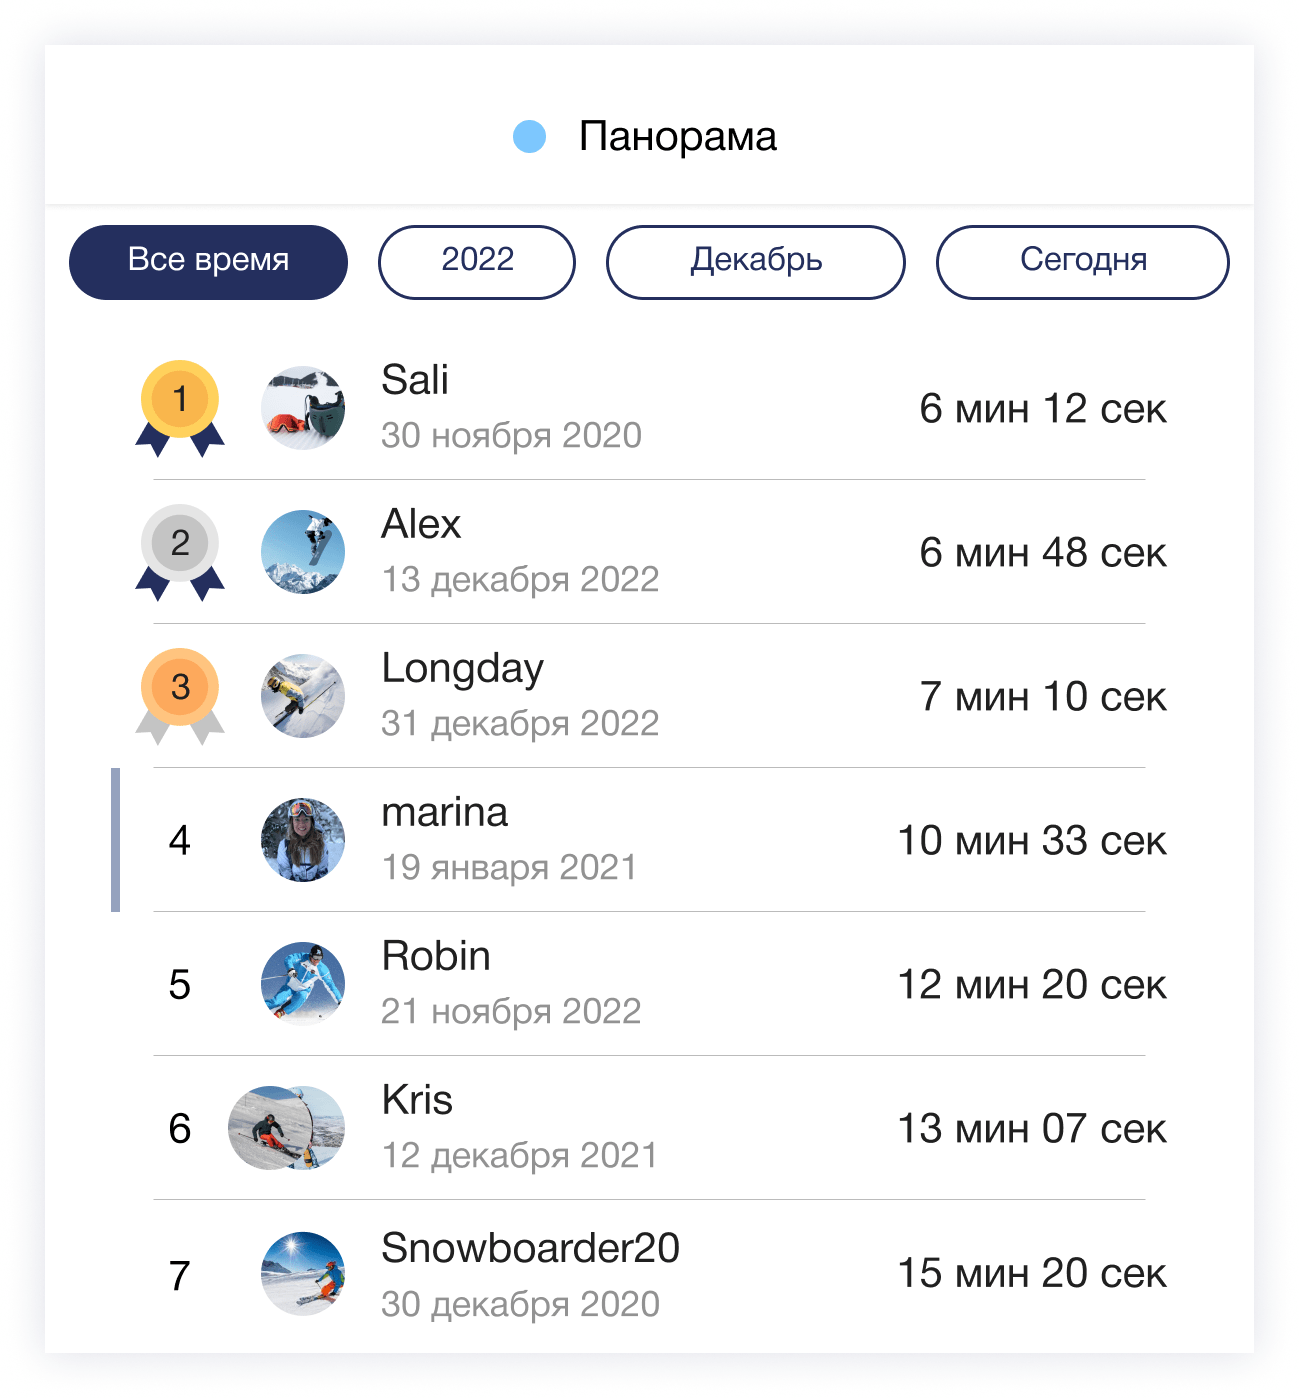 Панорама
Все время 2022 Декабрь Сегодня
1 Sali 6 мин 12 сек
30 ноября 2020
2 Alex 6 мин 48 сек
13 декабря 2022
3 Longday 7 мин 10 сек
31 декабря 2022
4 marina 10 мин 33 сек
19 января 2021
5 Robin 12 мин 20 сек
21 ноября 2022
6 Kris 13 мин 07 сек
12 декабря 2021
7 Snowboarder20 15 мин 20 сек
30 декабря 2020